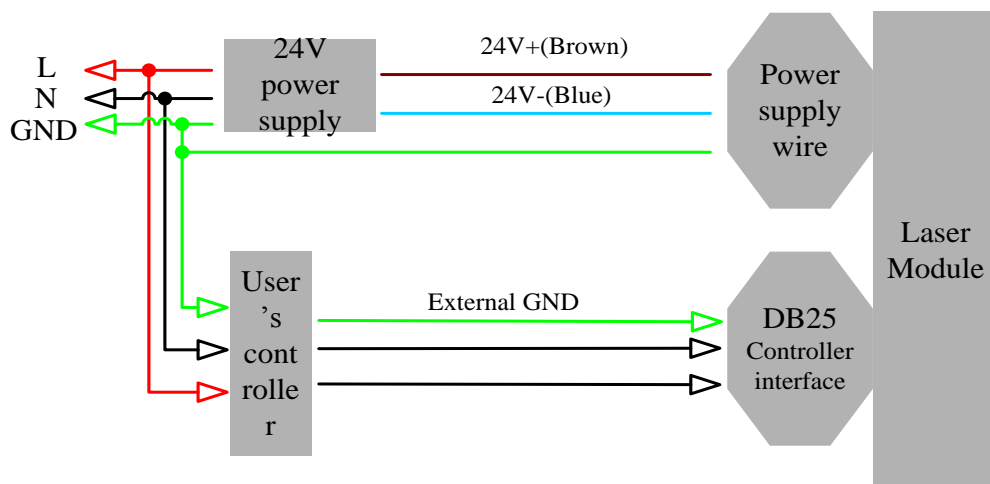 L
N
GND
24V
power
supply
24V+(Brown)
24V-(Blue)
Power
supply
wire
Laser
Module
User
’s
cont
rolle
r
External GND
DB25
Controller
interface